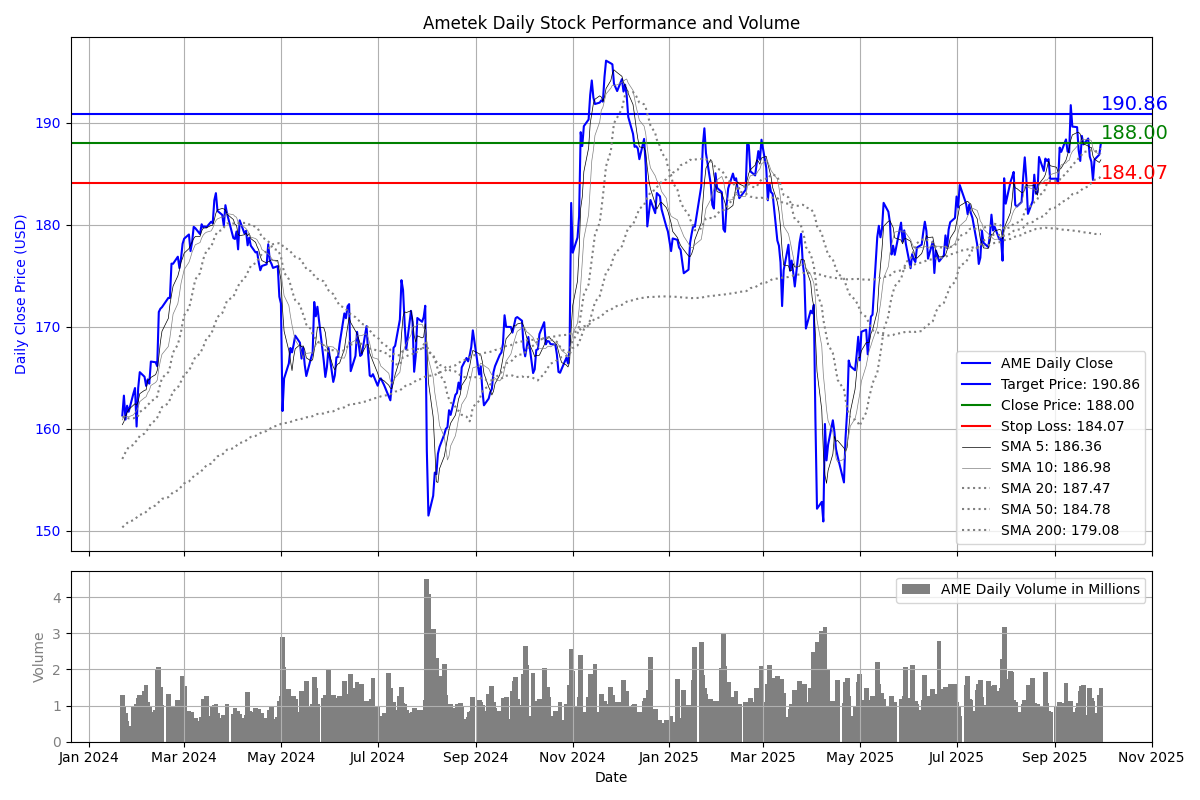 Ametek Daily Stock Performance and Volume
Daily Close Price (USD)
190
180
170
160
150
190.86
188.00
184.07
AME Daily Close
Target Price: 190.86
Close Price: 188.00
Stop Loss: 184.07
SMA 5: 186.36
SMA 10: 186.98
SMA 20: 187.47
SMA 50: 184.78
SMA 200: 179.08
Volume
4
3
2
1
0
AME Daily Volume in Millions
Jan 2024
Mar 2024
May 2024
Jul 2024
Sep 2024
Nov 2024
Jan 2025
Mar 2025
May 2025
Jul 2025
Sep 2025
Nov 2025
Date